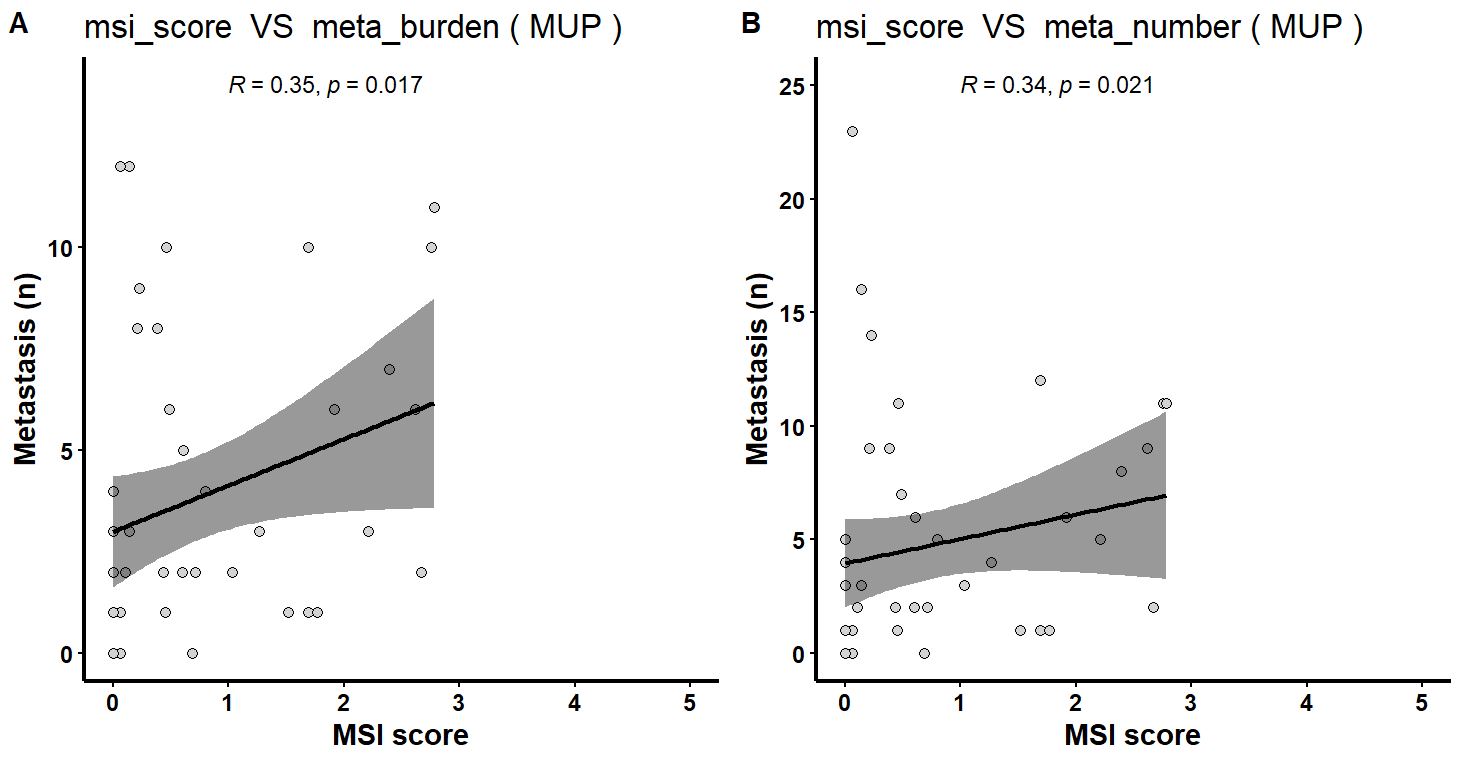 A
msi_score VS meta_burden ( MUP )
R = 0.35, p = 0.017
10
5
0
Metastasis (n)
0 1 2 3 4 5
MSI score
B
msi_score VS meta_number ( MUP )
R = 0.34, p = 0.021
25
20
15
10
5
0
Metastasis (n)
0 1 2 3 4 5
MSI score